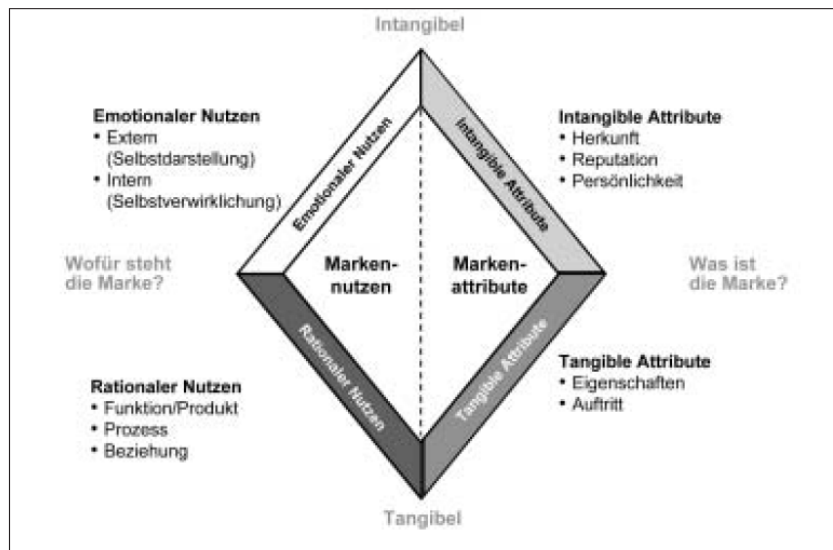 Intangibel
Emotionaler Nutzen
• Extern
(Selbstdarstellung)
• Intern
(Selbstverwirklichung)
Intangible Attribute
• Herkunft
• Reputation
• Persönlichkeit
Emotionaler Nutzen
Intangible Attribute
Wofür steht
die Marke?
Marken-
nutzen
Marken-
attribute
Was ist
die Marke?
Rationaler Nutzen
Tangible Attribute
Rationaler Nutzen
• Funktion/Produkt
• Prozess
• Beziehung
Tangible Attribute
• Eigenschaften
• Auftritt
Tangibel